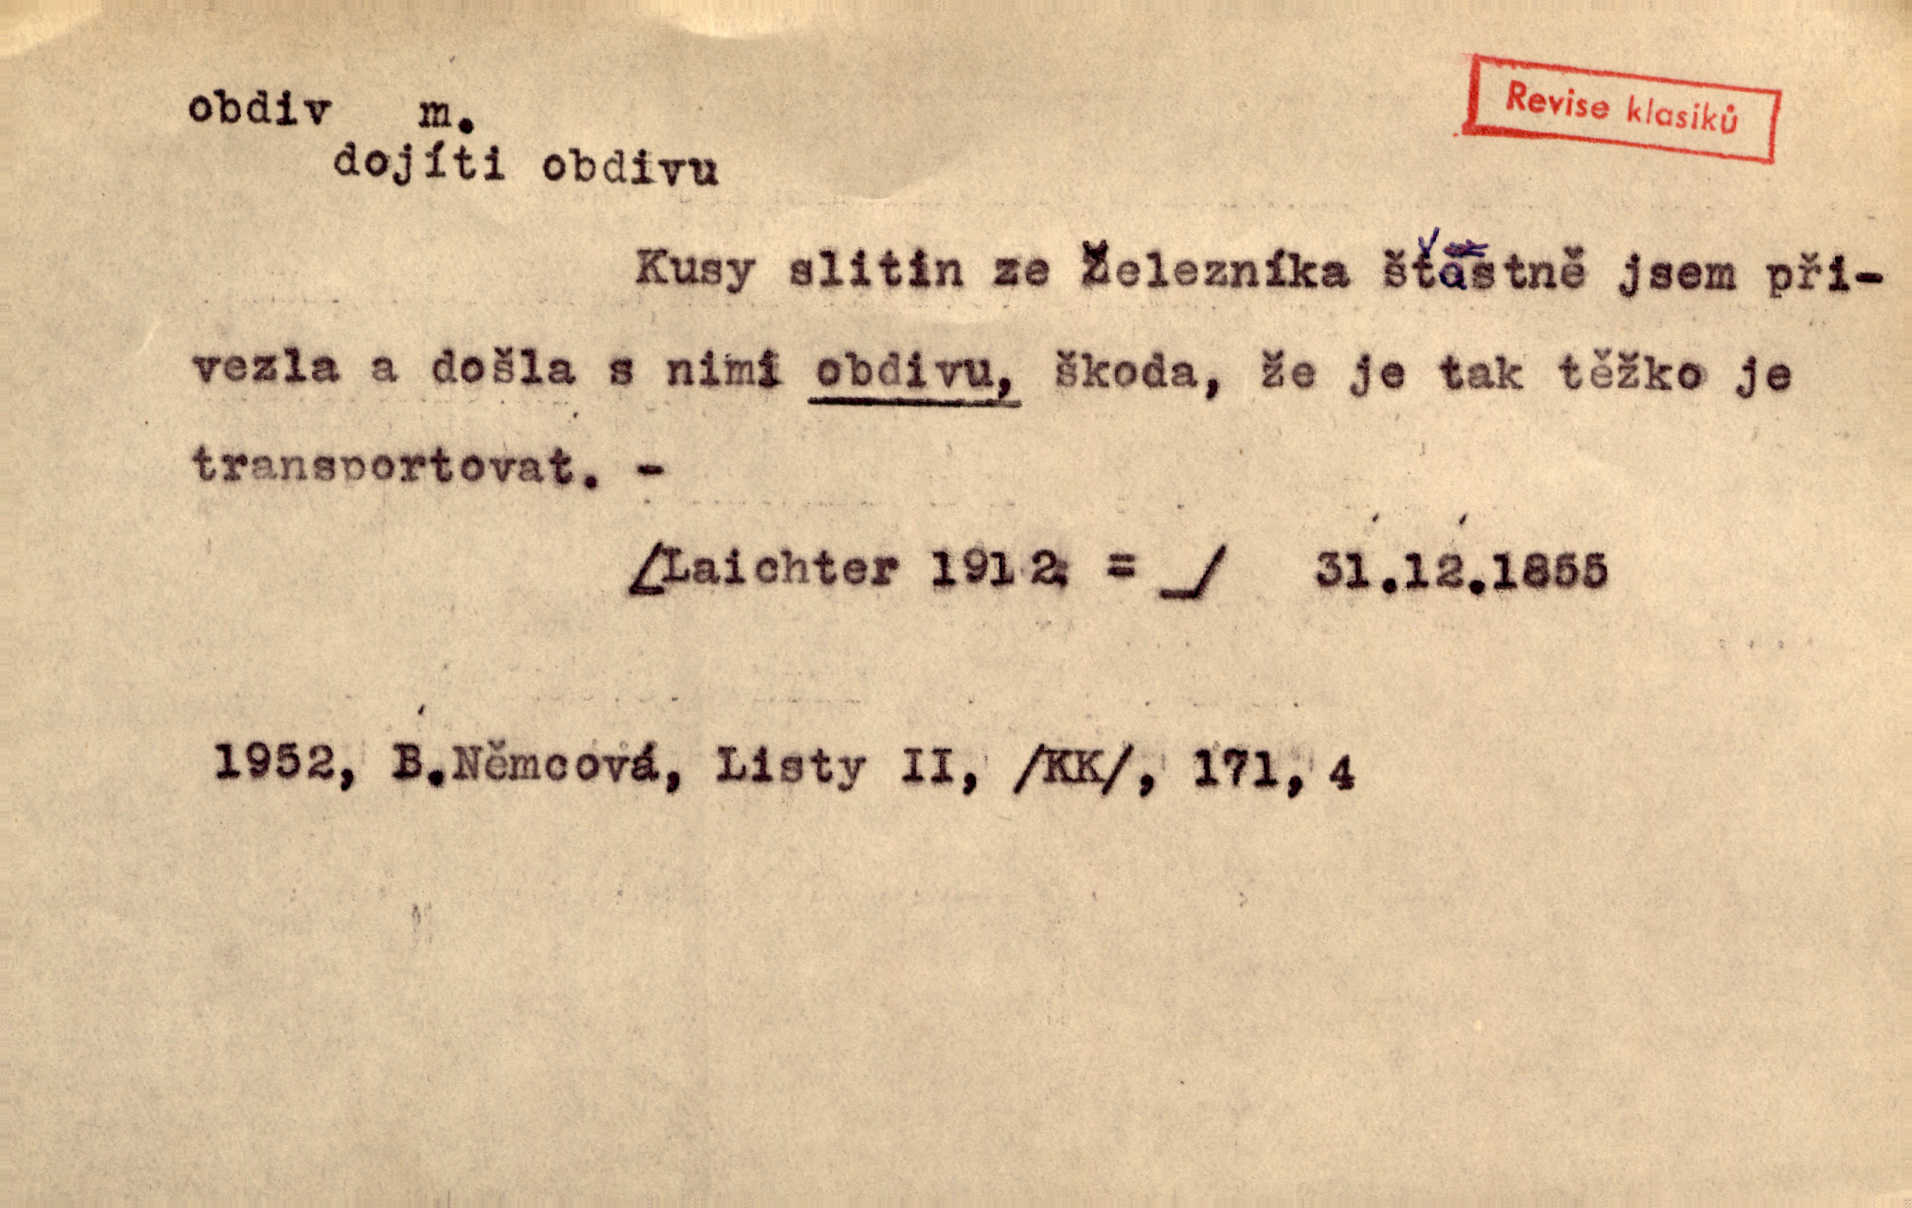 obdiv m.
Revise klasiků
dojíti obdivu
Kusy slitin ze Železníka šťastně jsem při-
vezla a došla s nimi obdivu, škoda, že je tak těžko je
transportovat. -
/Laichter 1912 = _/ 31.12.1855
1952, B.Němcová, Listy II, /KK/, 171, 4